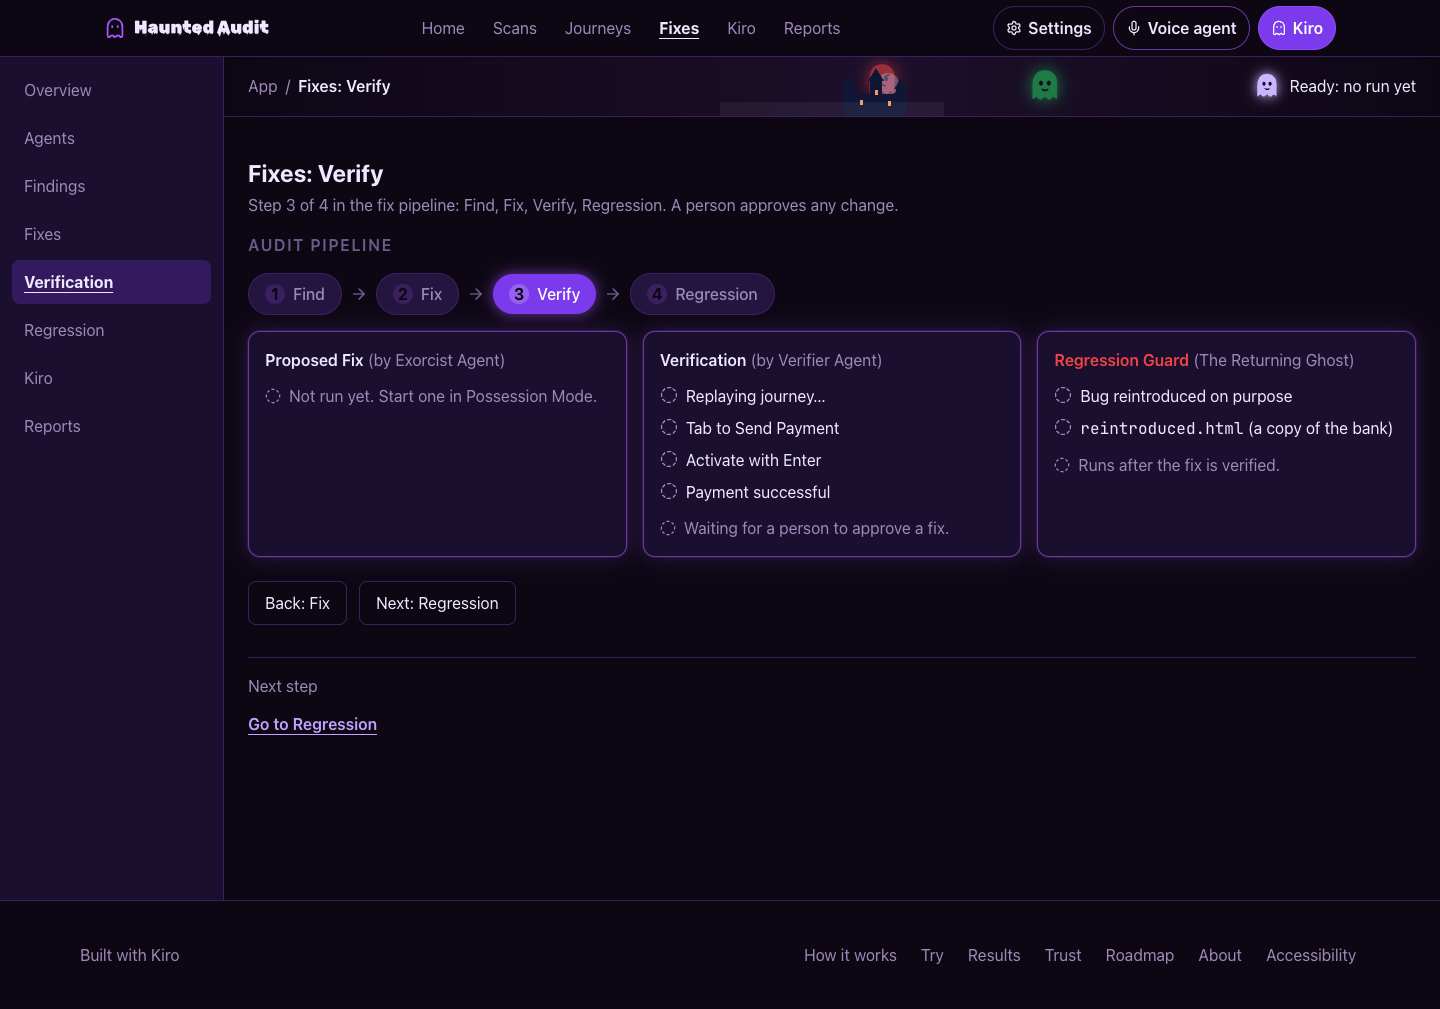 Haunted Audit
Home Scans Journeys Fixes Kiro Reports
Settings Voice agent Kiro
Overview
Agents
Findings
Fixes
Verification
Regression
Kiro
Reports
App / Fixes: Verify
Ready: no run yet
Fixes: Verify
Step 3 of 4 in the fix pipeline: Find, Fix, Verify, Regression. A person approves any change.
AUDIT PIPELINE
1 Find → 2 Fix → 3 Verify → 4 Regression
Proposed Fix (by Exorcist Agent)
Not run yet. Start one in Possession Mode.
Verification (by Verifier Agent)
Replaying journey...
Tab to Send Payment
Activate with Enter
Payment successful
Waiting for a person to approve a fix.
Regression Guard (The Returning Ghost)
Bug reintroduced on purpose
reintroduced.html (a copy of the bank)
Runs after the fix is verified.
Back: Fix Next: Regression
Next step
Go to Regression
Built with Kiro
How it works Try Results Trust Roadmap About Accessibility